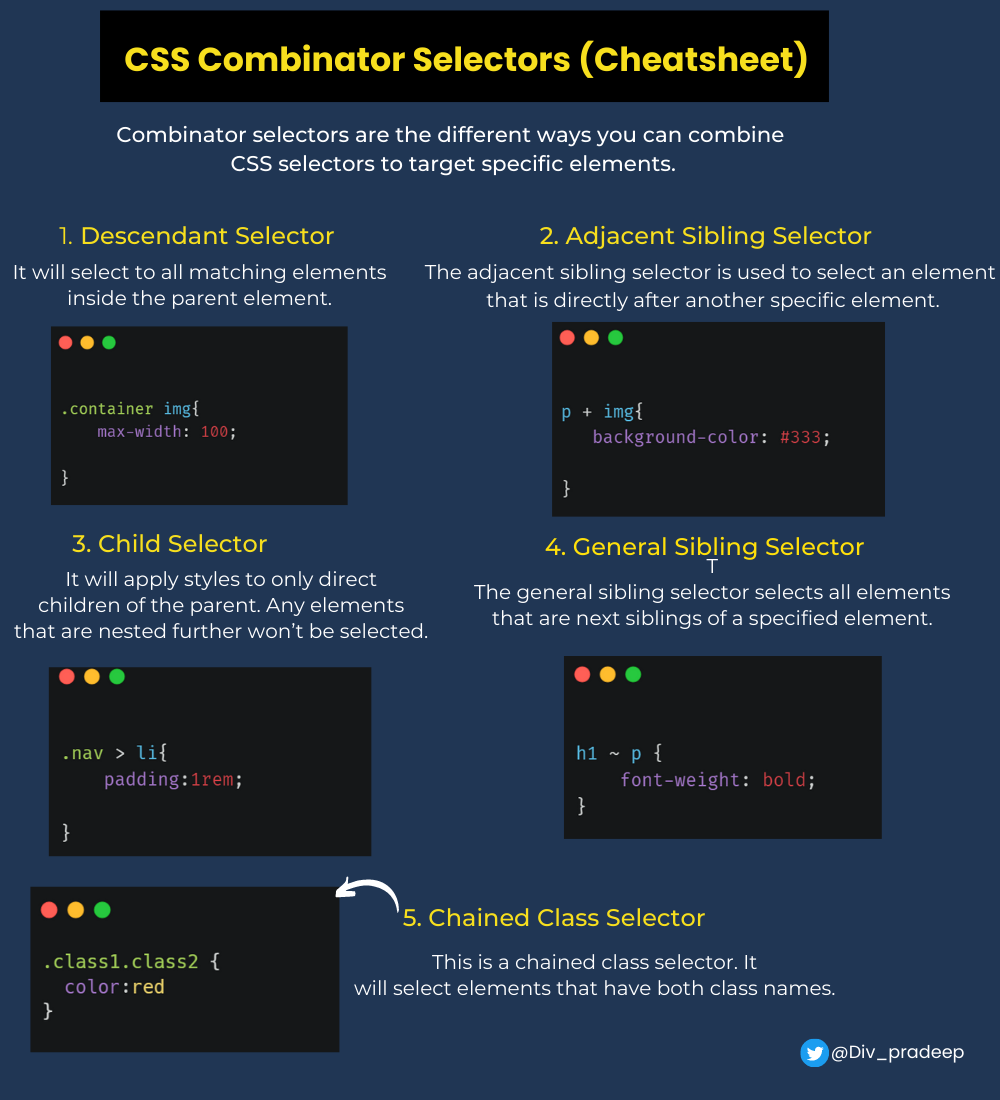 CSS Combinator Selectors (Cheatsheet)
Combinator selectors are the different ways you can combine
CSS selectors to target specific elements.
1. Descendant Selector
It will select to all matching elements
inside the parent element.
.container img{
max-width: 100;
}
2. Adjacent Sibling Selector
The adjacent sibling selector is used to select an element
that is directly after another specific element.
p + img{
background-color: #333;
}
3. Child Selector
It will apply styles to only direct
children of the parent. Any elements
that are nested further won’t be selected.
.nav > li{
padding:1rem;
}
4. General Sibling Selector
T
The general sibling selector selects all elements
that are next siblings of a specified element.
h1 ~ p {
font-weight: bold;
}
5. Chained Class Selector
This is a chained class selector. It
will select elements that have both class names.
.class1.class2 {
color:red
}
@Div_pradeep